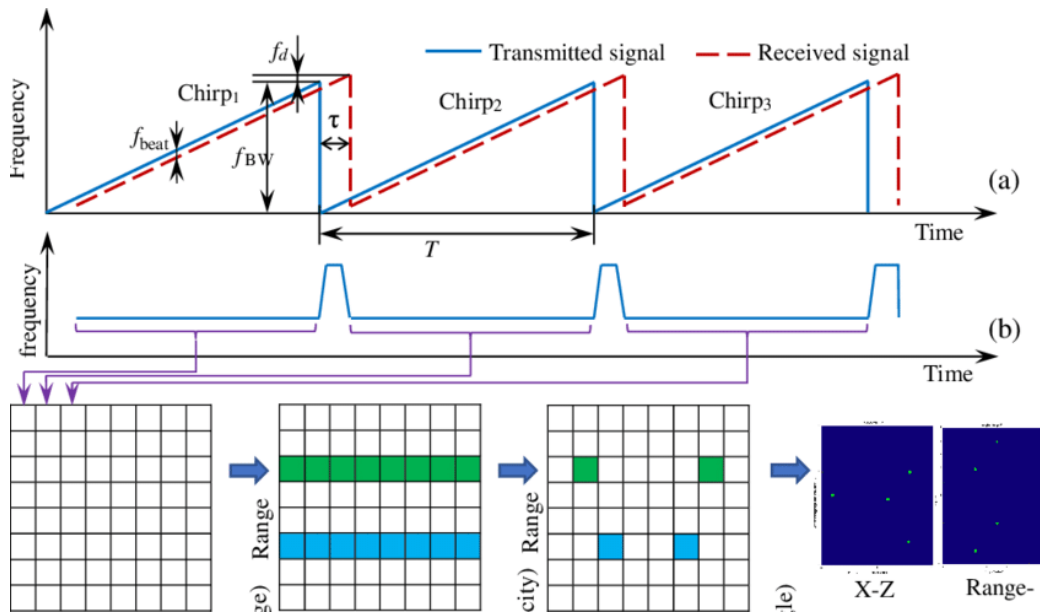 f_d
Transmitted signal
Received signal
Chirp₁
Chirp₂
Chirp₃
τ
f_beat
f_BW
Frequency
(a)
Time
T
frequency
(b)
Time
Range
Range
X-Z
Range-